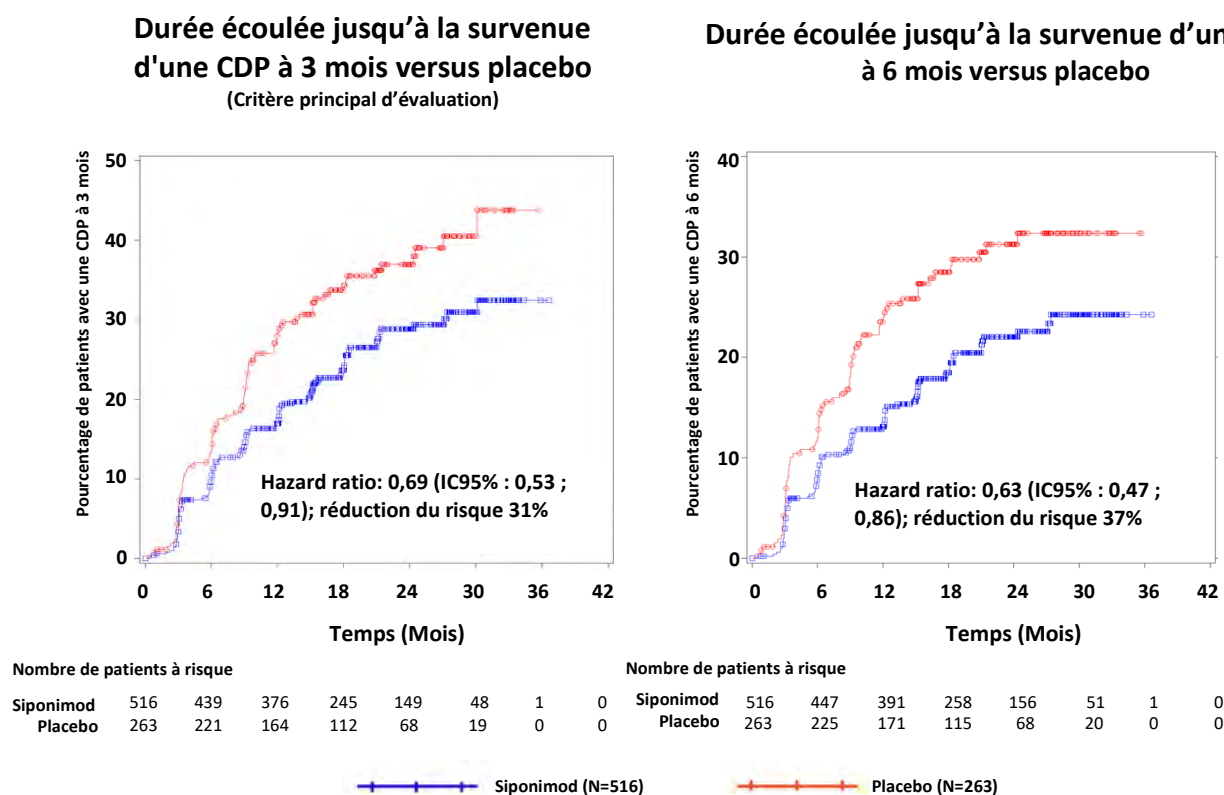 Durée écoulée jusqu’à la survenue
d'une CDP à 3 mois versus placebo
(Critère principal d’évaluation)
Pourcentage de patients avec une CDP à 3 mois
50
40
30
20
10
0
Hazard ratio: 0,69 (IC95% : 0,53 ;
0,91); réduction du risque 31%
0 6 12 18 24 30 36 42
Temps (Mois)
Nombre de patients à risque
Siponimod 516 439 376 245 149 48 1 0
Placebo 263 221 164 112 68 19 0 0
Durée écoulée jusqu’à la survenue d’un
à 6 mois versus placebo
Pourcentage de patients avec une CDP à 6 mois
40
30
20
10
0
Hazard ratio: 0,63 (IC95% : 0,47 ;
0,86); réduction du risque 37%
0 6 12 18 24 30 36 42
Temps (Mois)
Nombre de patients à risque
Siponimod 516 447 391 258 156 51 1 0
Placebo 263 225 171 115 68 20 0 0
Siponimod (N=516) Placebo (N=263)